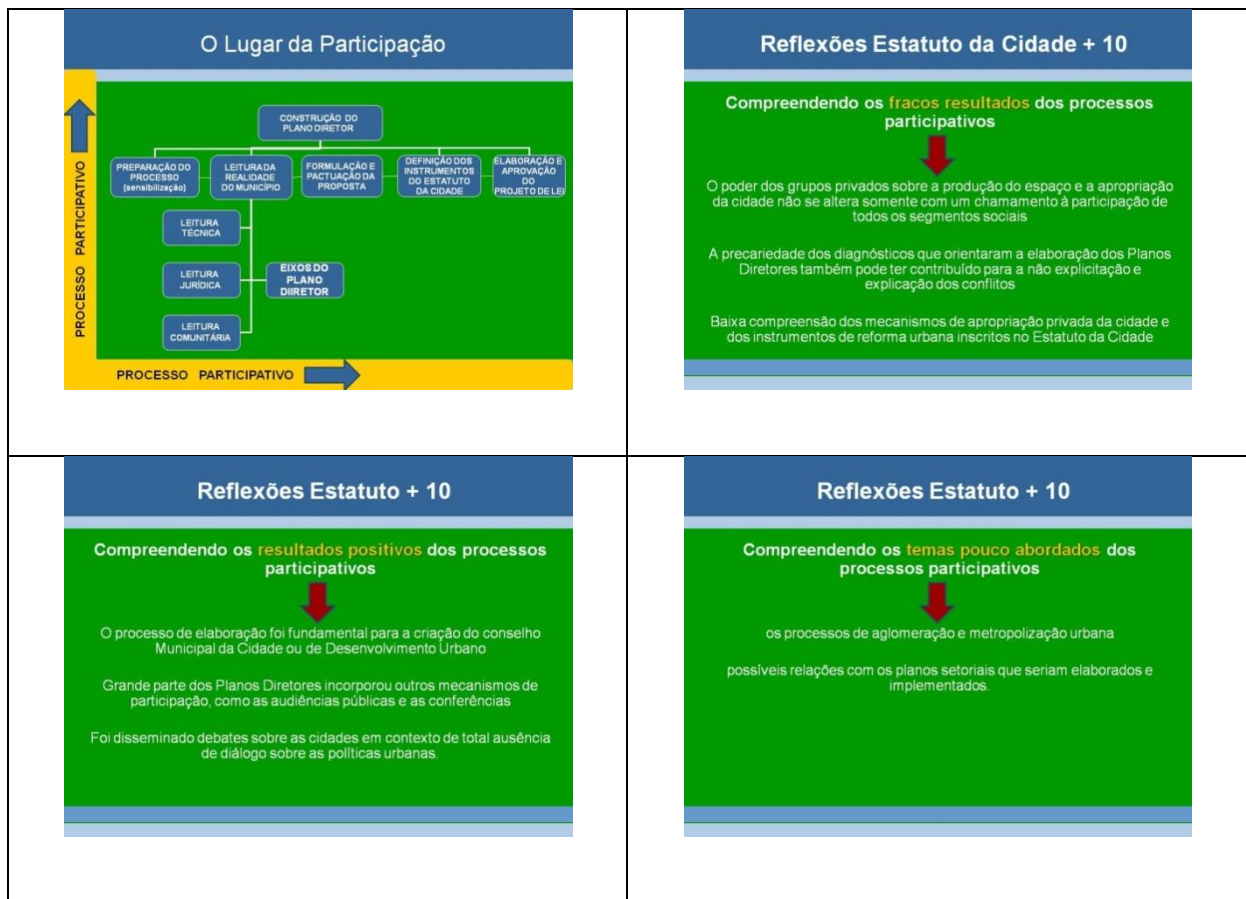 O Lugar da Participação
PROCESSO PARTICIPATIVO
CONSTRUÇÃO DO
PLANO DIRETOR
PREPARAÇÃO DO
PROCESSO
(sensibilização)
LEITURA DA
REALIDADE
DO MUNICÍPIO
FORMULAÇÃO E
PACTUAÇÃO DA
PROPOSTA
DEFINIÇÃO DOS
INSTRUMENTOS
DO ESTATUTO
DA CIDADE
ELABORAÇÃO E
APROVAÇÃO
DO
PROJETO DE LEI
LEITURA
TÉCNICA
LEITURA
JURÍDICA
EIXOS DO
PLANO
DIIRETOR
LEITURA
COMUNITÁRIA
PROCESSO PARTICIPATIVO
Reflexões Estatuto da Cidade + 10
Compreendendo os fracos resultados dos processos
participativos
O poder dos grupos privados sobre a produção do espaço e a apropriação
da cidade não se altera somente com um chamamento à participação de
todos os segmentos sociais
A precariedade dos diagnósticos que orientaram a elaboração dos Planos
Diretores também pode ter contribuído para a não explicitação e
explicação dos conflitos
Baixa compreensão dos mecanismos de apropriação privada da cidade e
dos instrumentos de reforma urbana inscritos no Estatuto da Cidade
Reflexões Estatuto + 10
Compreendendo os resultados positivos dos processos
participativos
O processo de elaboração foi fundamental para a criação do conselho
Municipal da Cidade ou de Desenvolvimento Urbano
Grande parte dos Planos Diretores incorporou outros mecanismos de
participação, como as audiências públicas e as conferências
Foi disseminado debates sobre as cidades em contexto de total ausência
de diálogo sobre as políticas urbanas.
Reflexões Estatuto + 10
Compreendendo os temas pouco abordados dos
processos participativos
os processos de aglomeração e metropolização urbana
possíveis relações com os planos setoriais que seriam elaborados e
implementados.